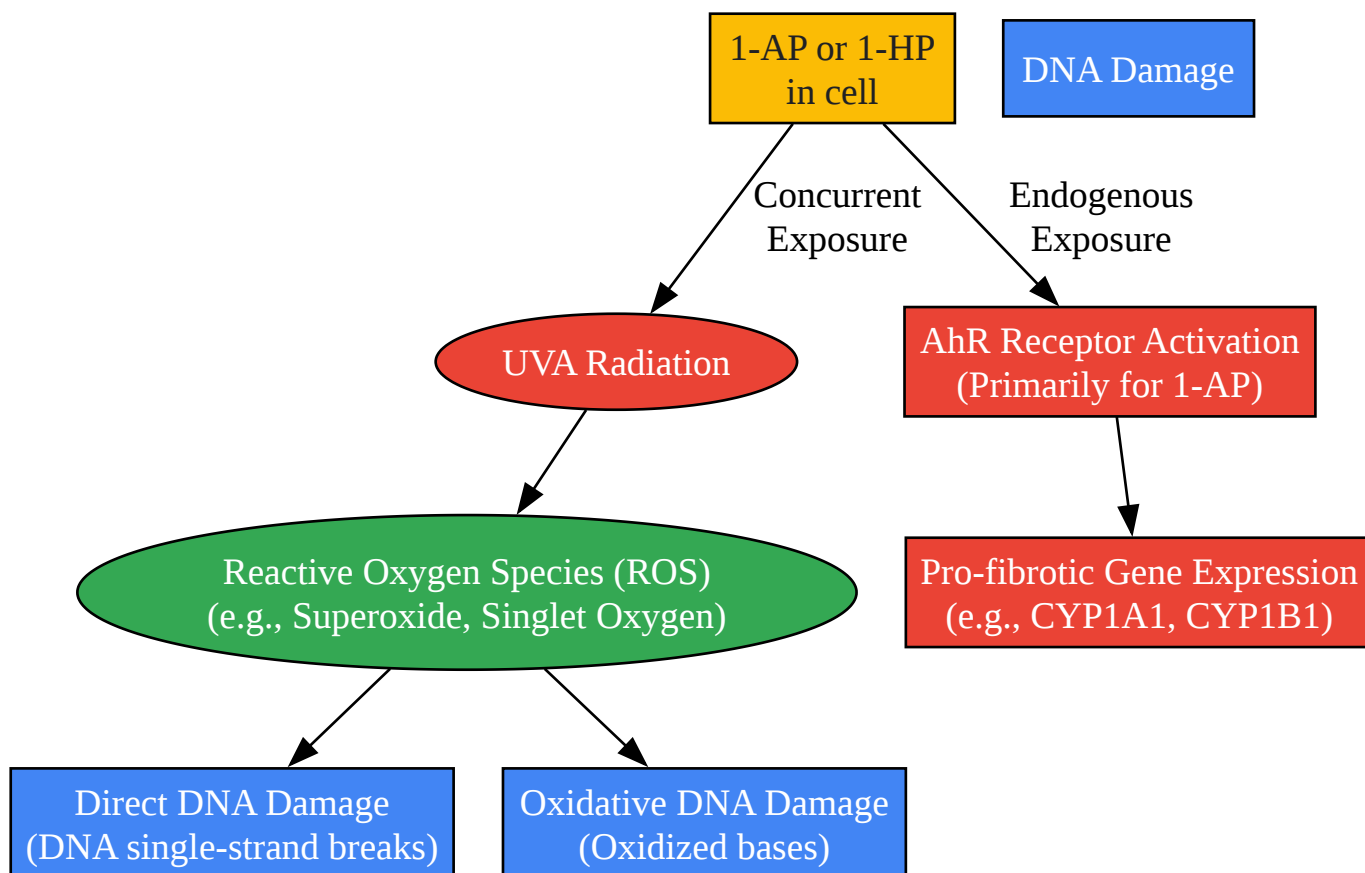 1-AP or 1-HP
in cell
DNA Damage
Concurrent
Exposure
Endogenous
Exposure
UVA Radiation
AhR Receptor Activation
(Primarily for 1-AP)
Reactive Oxygen Species (ROS)
(e.g., Superoxide, Singlet Oxygen)
Pro-fibrotic Gene Expression
(e.g., CYP1A1, CYP1B1)
Direct DNA Damage
(DNA single-strand breaks)
Oxidative DNA Damage
(Oxidized bases)